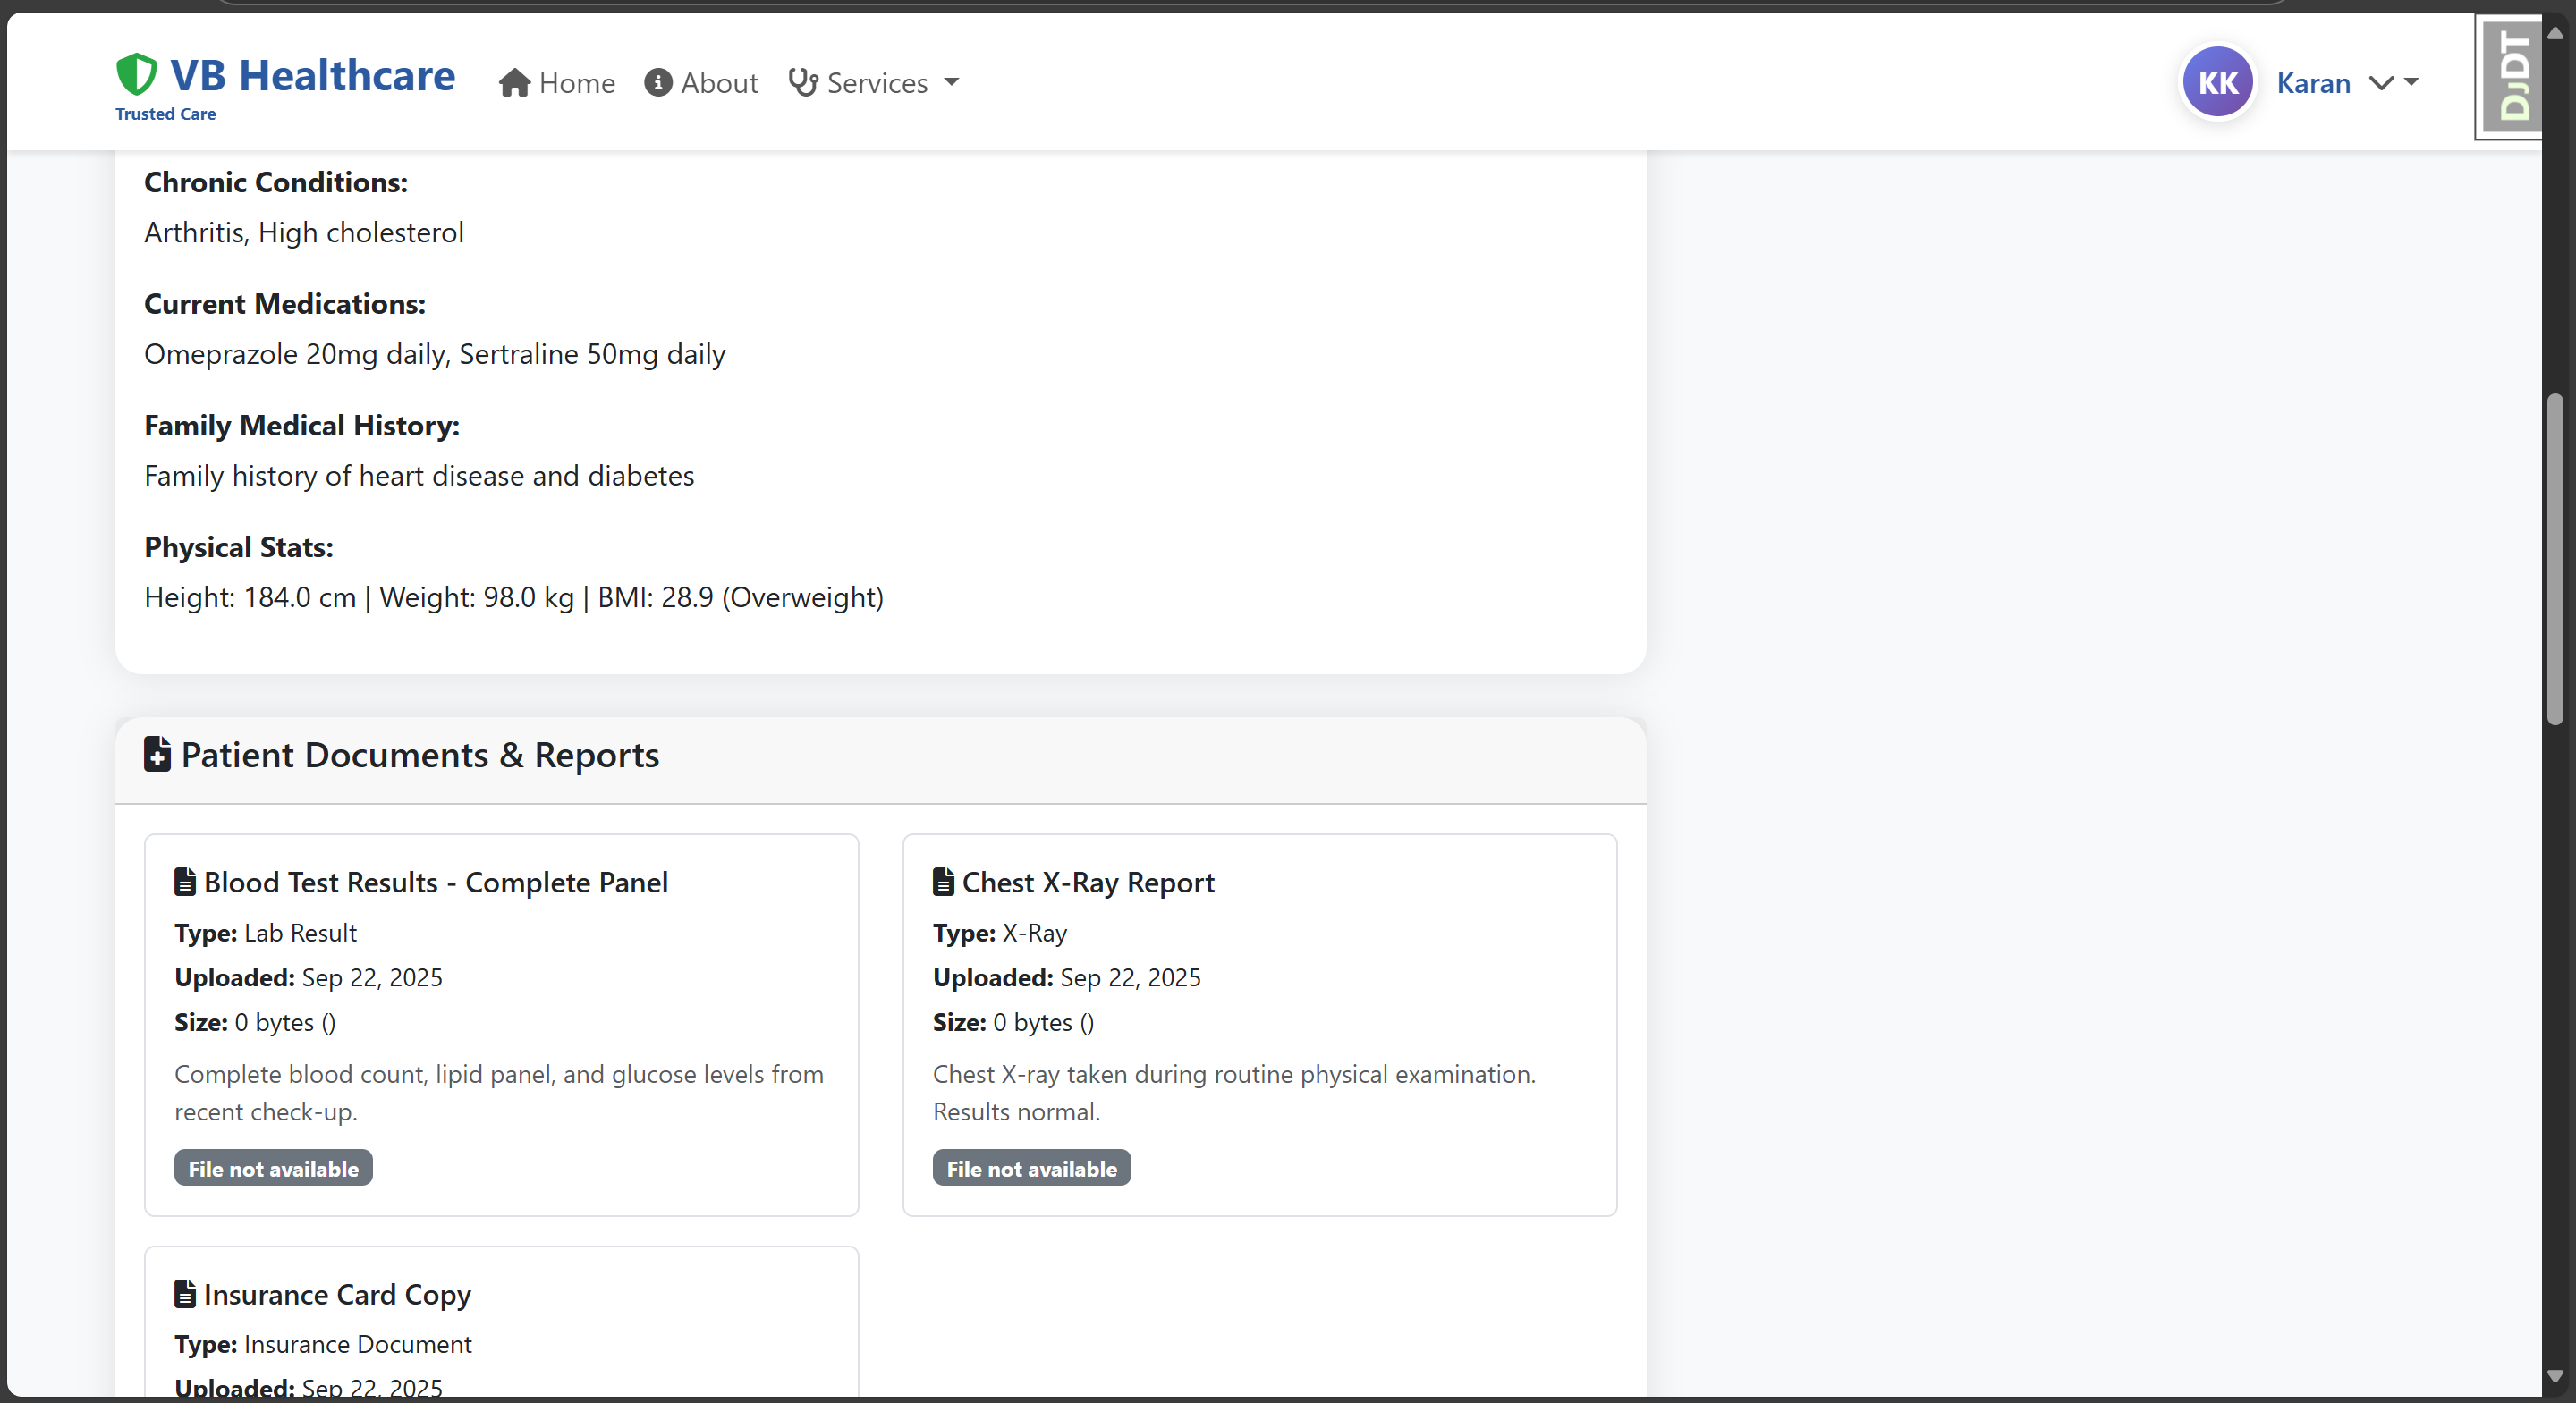 VB Healthcare
Trusted Care
Home
About
Services
KK
Karan
DjDT
Chronic Conditions:
Arthritis, High cholesterol
Current Medications:
Omeprazole 20mg daily, Sertraline 50mg daily
Family Medical History:
Family history of heart disease and diabetes
Physical Stats:
Height: 184.0 cm | Weight: 98.0 kg | BMI: 28.9 (Overweight)
Patient Documents & Reports
Blood Test Results - Complete Panel
Type: Lab Result
Uploaded: Sep 22, 2025
Size: 0 bytes ()
Complete blood count, lipid panel, and glucose levels from
recent check-up.
File not available
Chest X-Ray Report
Type: X-Ray
Uploaded: Sep 22, 2025
Size: 0 bytes ()
Chest X-ray taken during routine physical examination.
Results normal.
File not available
Insurance Card Copy
Type: Insurance Document
Uploaded: Sep 22, 2025